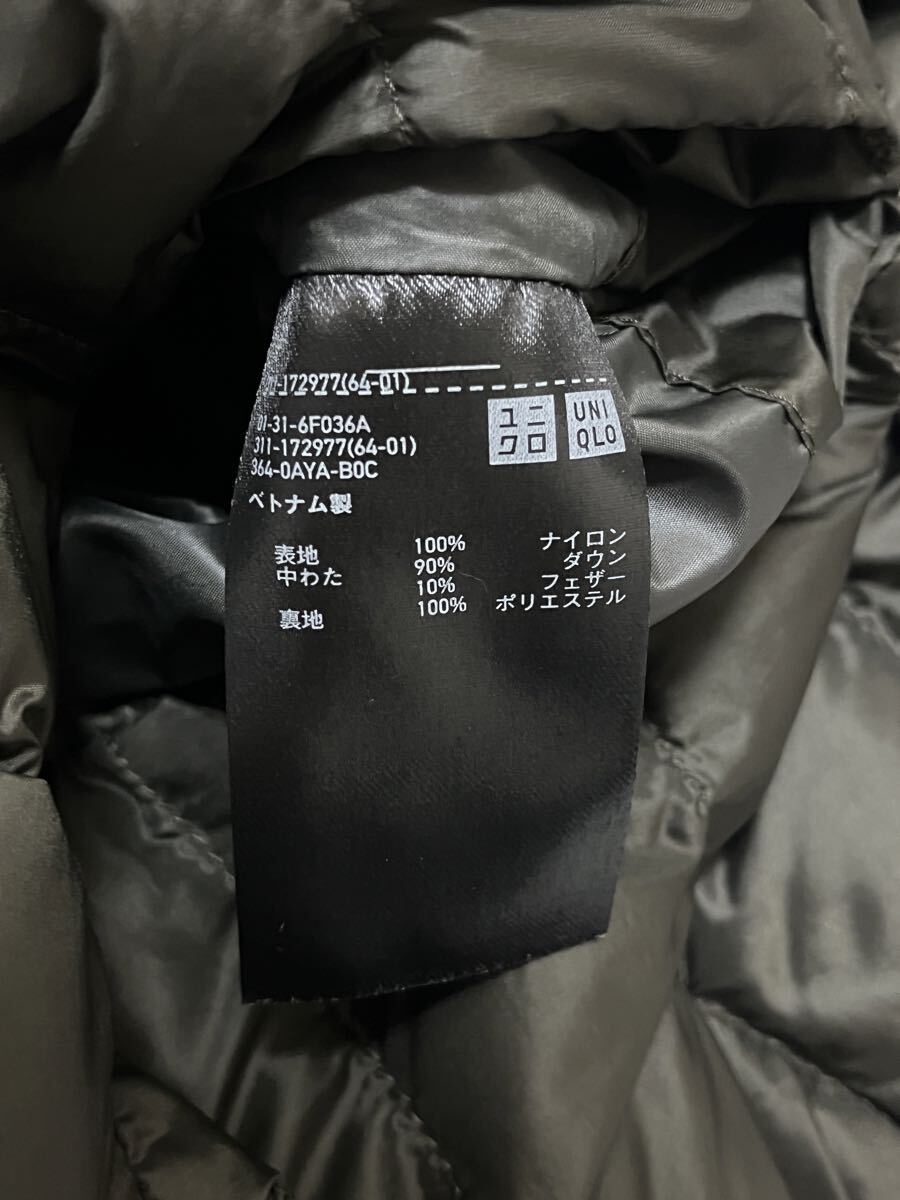 -172977(64-01)
ユニ
クロ
UNI
QLO
01-31-6F036A
311-172977(64-01)
364-0AYA-B0C
ベトナム製
表地 100% ナイロン
中わた 90% ダウン
10% フェザー
裏地 100% ポリエステル